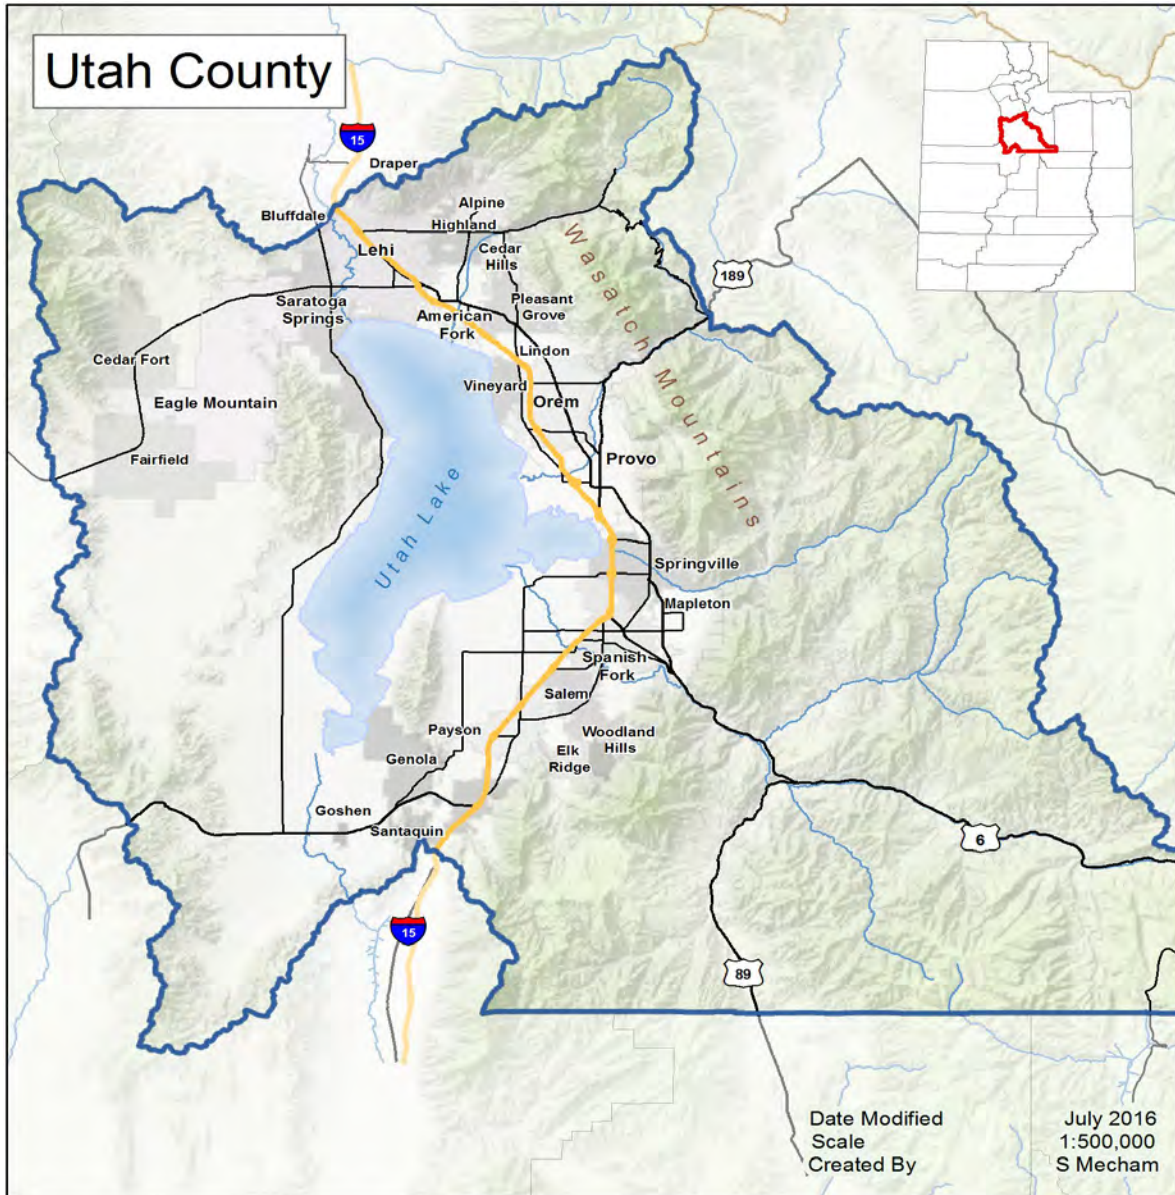 Utah County
15
Draper
Alpine
Bluffdale
Highland
Lehi
Cedar
Hills
189
Saratoga
Springs
Pleasant
Grove
American
Fork
Wasatch Mountains
Lindon
Cedar Fort
Vineyard
Eagle Mountain
Orem
Fairfield
Provo
Utah Lake
Springville
Mapleton
Spanish
Fork
Salem
Payson
Woodland
Hills
Elk
Ridge
Genola
Goshen
Santaquin
6
15
89
Date Modified July 2016
Scale 1:500,000
Created By S Mecham